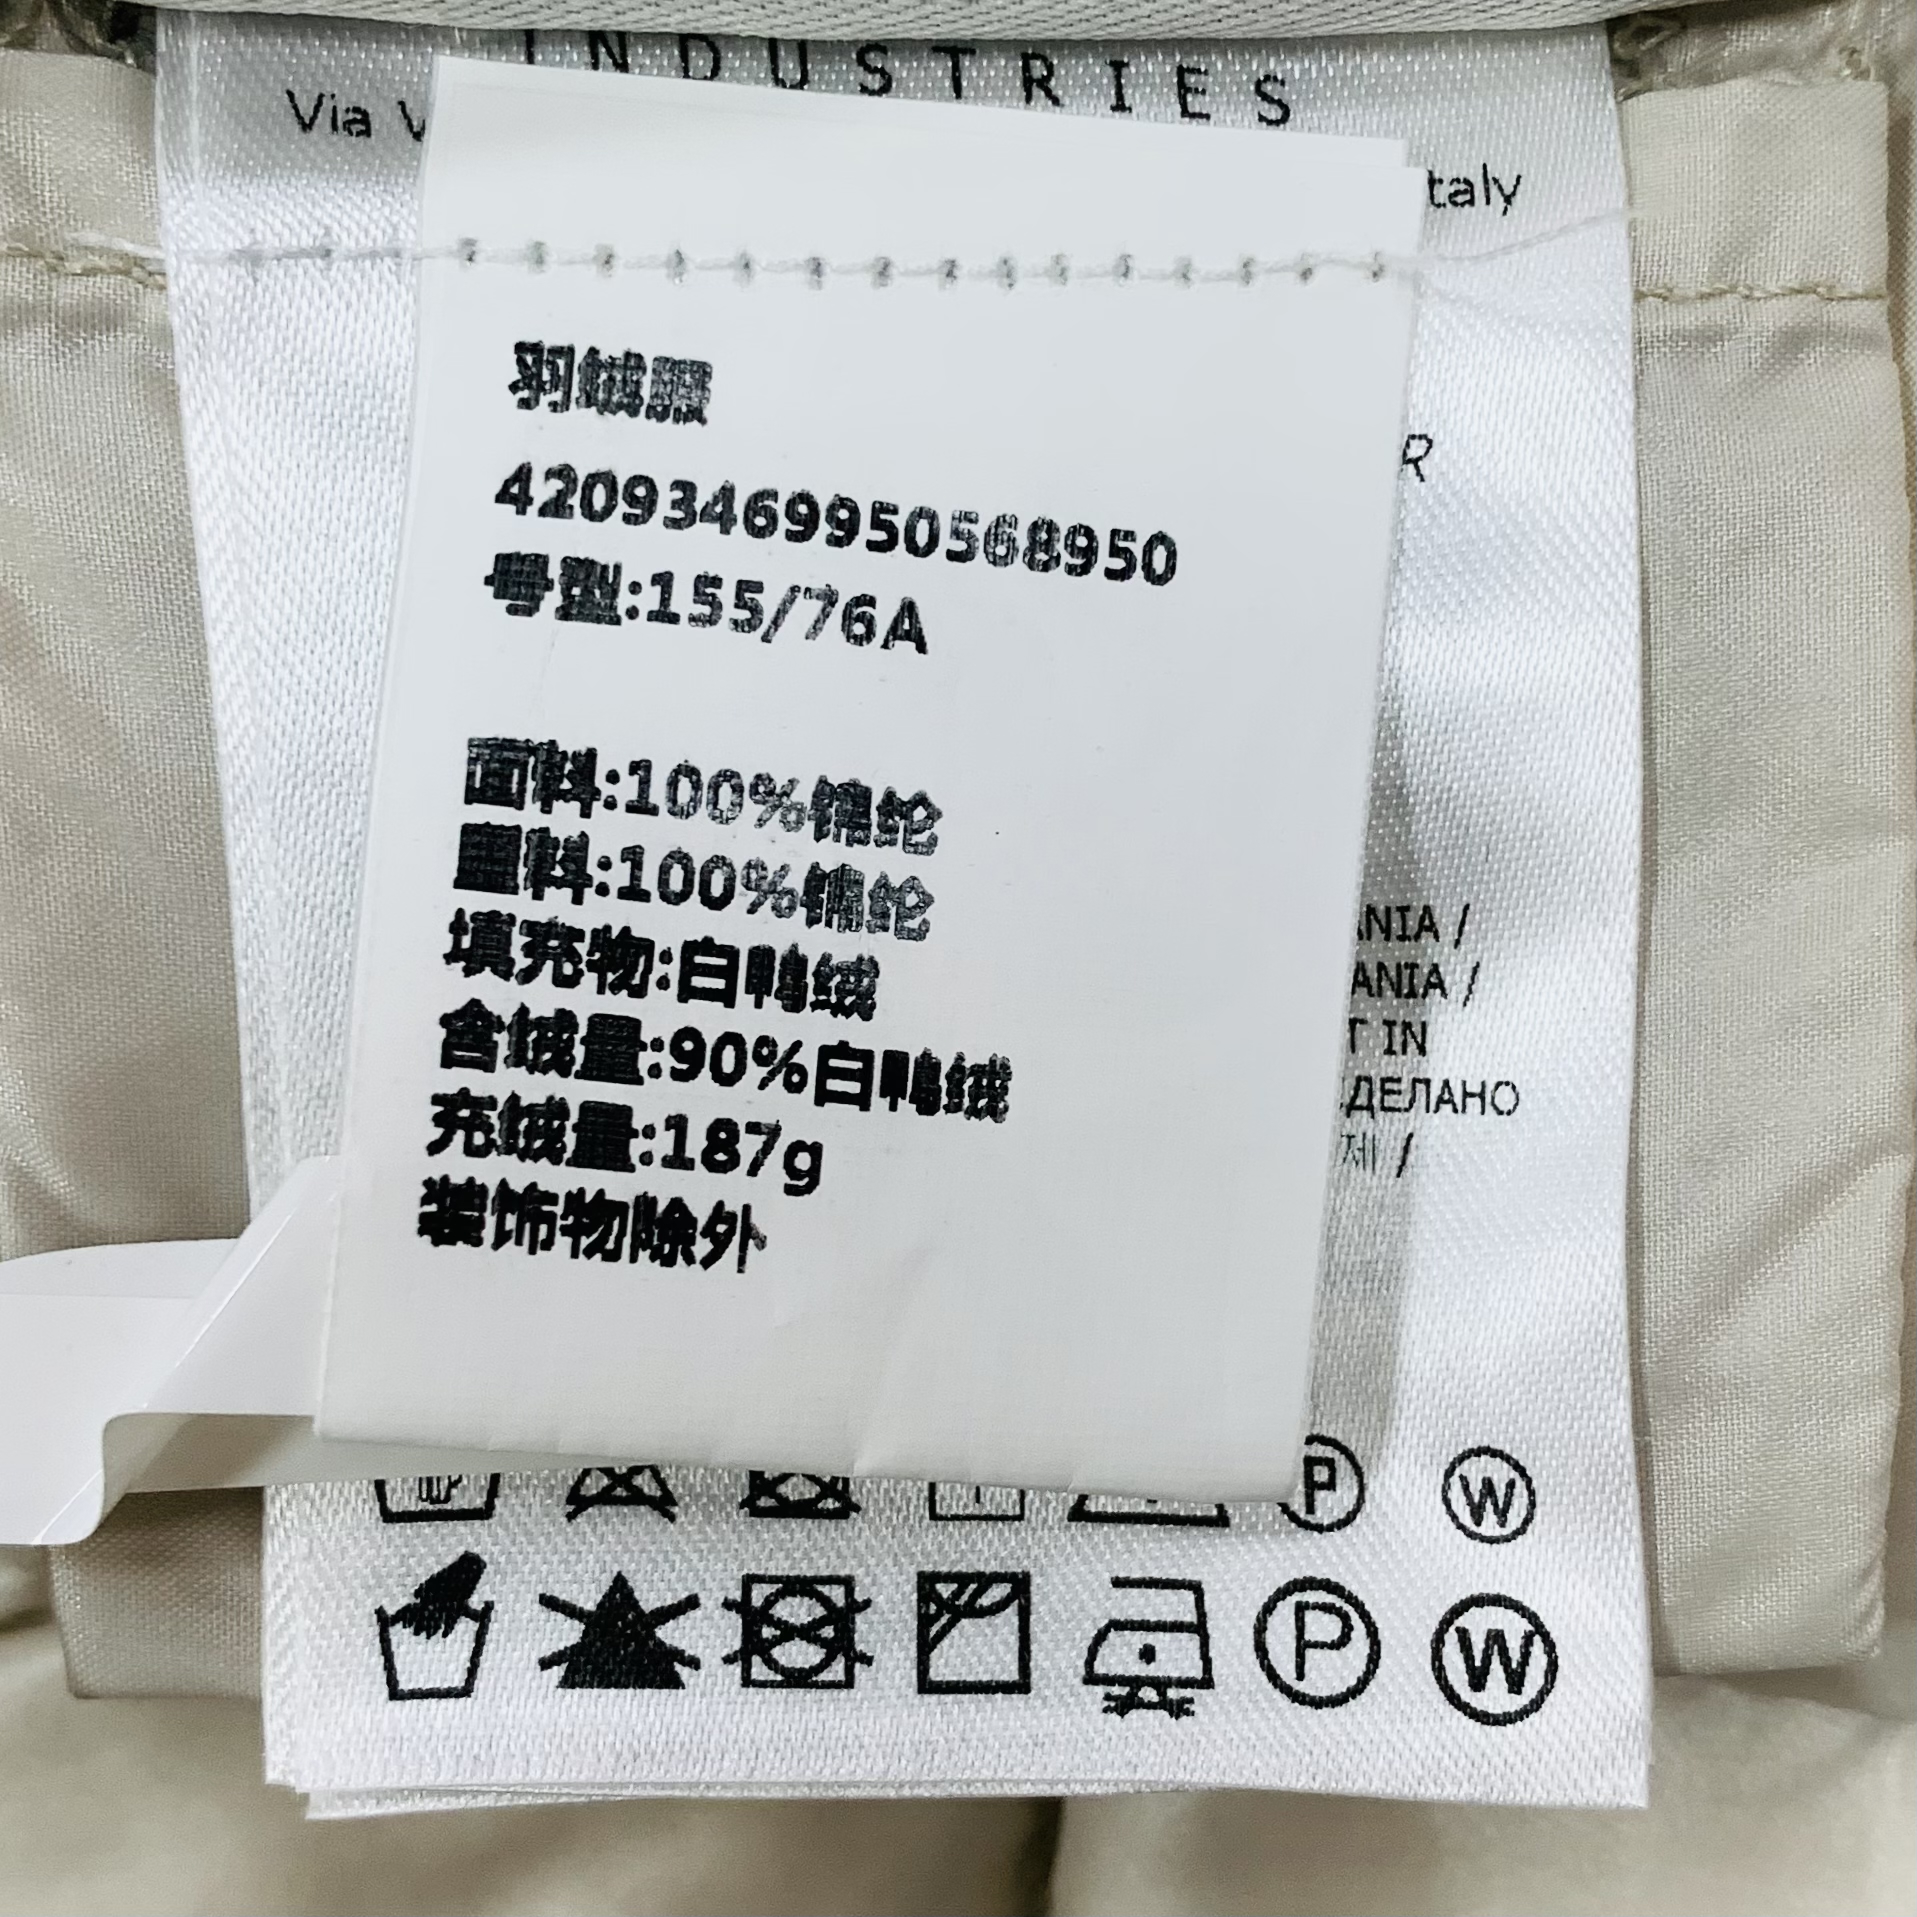 INDUSTRIES
Via
羽绒服
42093469950568950
号型:155/76A
面料:100%锦纶
里料:100%锦纶
填充物:白鸭绒
含绒量:90%白鸭绒
充绒量:187g
装饰物除外
taly
R
ANIA /
ANIA /
T IN
СДЕЛАНО
제 /
P W
P W